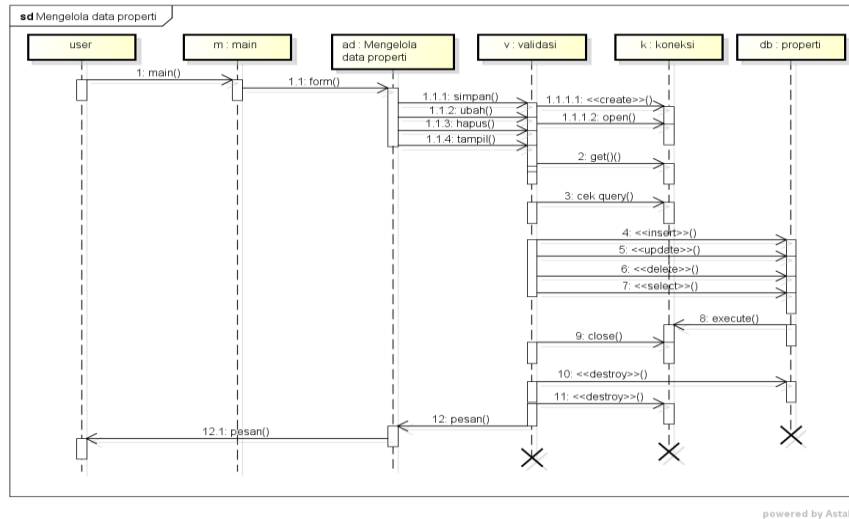 sd Mengelola data properti
user
m : main
ad : Mengelola
data properti
v : validasi
k : koneksi
db : properti
1: main()
1.1: form()
1.1.1: simpan()
1.1.1.1: <<create>>()
1.1.2: ubah()
1.1.1.2: open()
1.1.3: hapus()
1.1.4: tampil()
2: get()()
3: cek query()
4: <<insert>>()
5: <<update>>()
6: <<delete>>()
7: <<select>>()
8: execute()
9: close()
10: <<destroy>>()
11: <<destroy>>()
12: pesan()
12.1: pesan()
powered by Asta